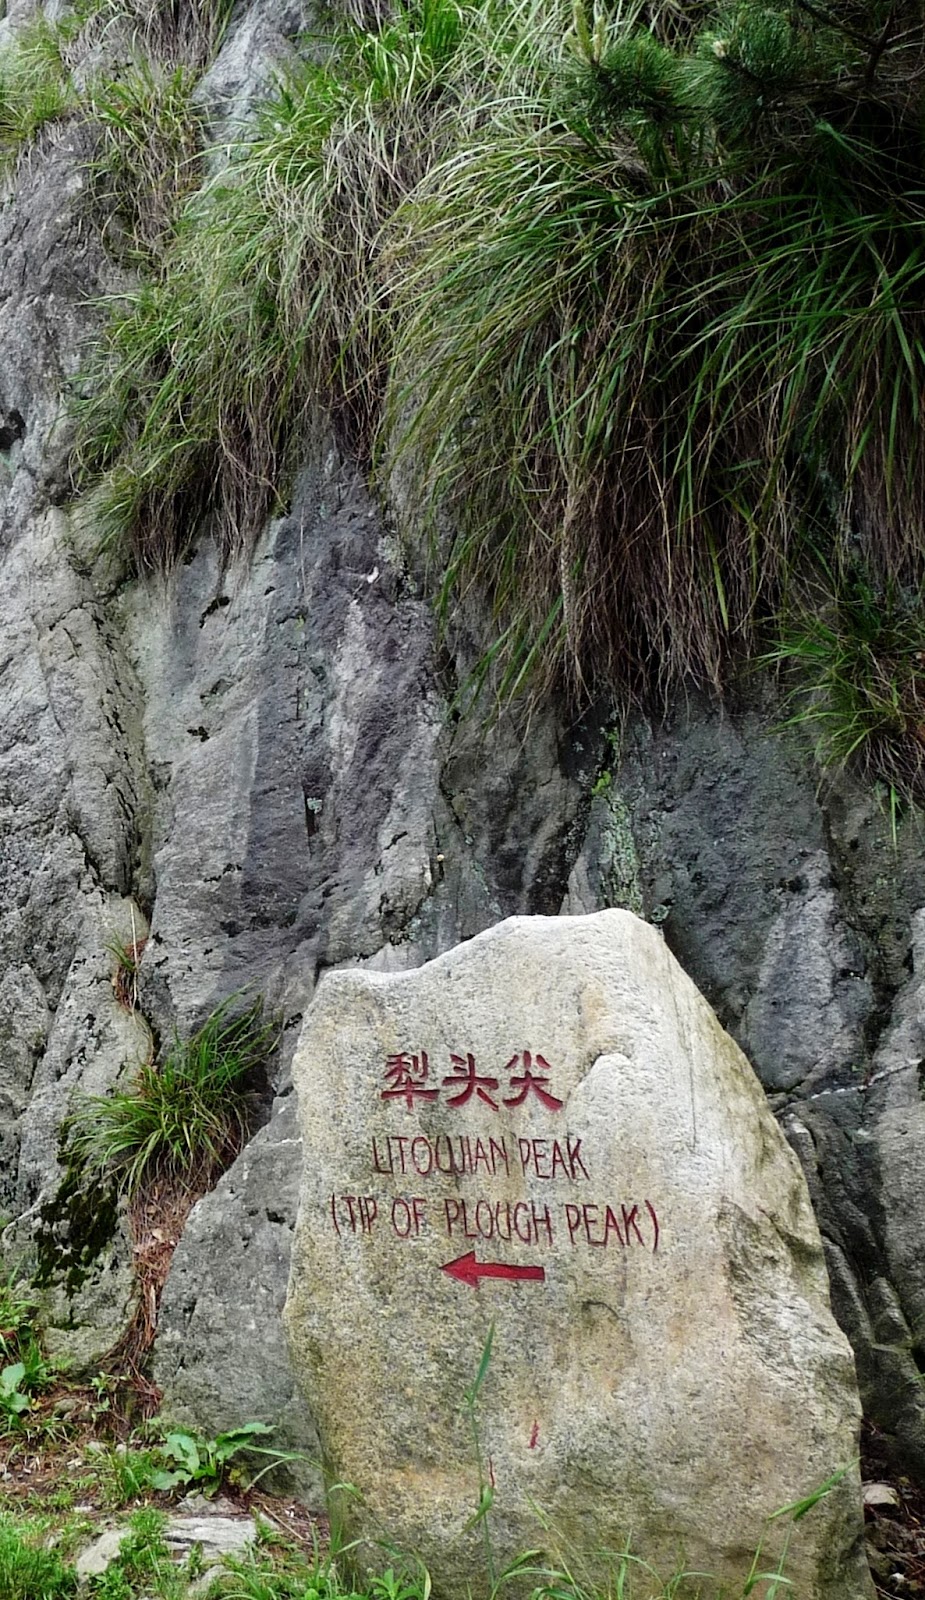 犁头尖
LITOUJIAN PEAK
(TIP OF PLOUGH PEAK)